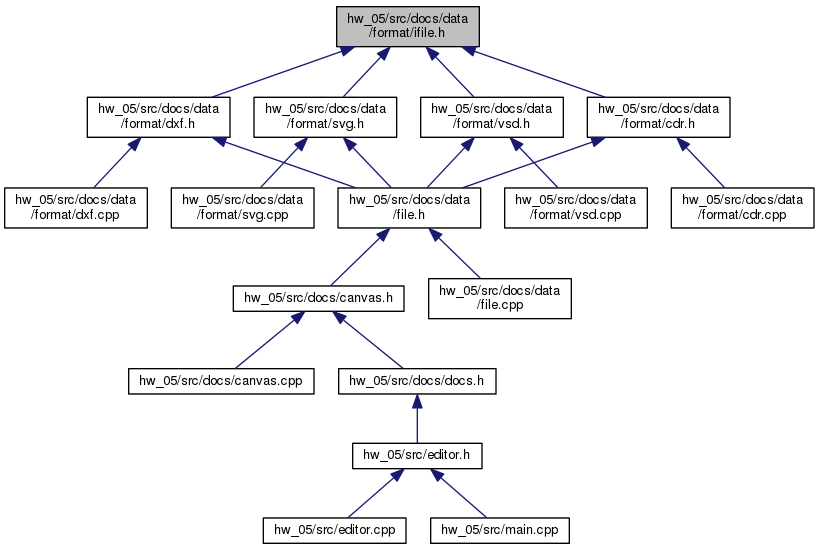 hw_05/src/docs/data
/format/ifile.h
hw_05/src/docs/data
/format/dxf.h
hw_05/src/docs/data
/format/svg.h
hw_05/src/docs/data
/format/vsd.h
hw_05/src/docs/data
/format/cdr.h
hw_05/src/docs/data
/format/dxf.cpp
hw_05/src/docs/data
/format/svg.cpp
hw_05/src/docs/data
/file.h
hw_05/src/docs/data
/format/vsd.cpp
hw_05/src/docs/data
/format/cdr.cpp
hw_05/src/docs/canvas.h
hw_05/src/docs/data
/file.cpp
hw_05/src/docs/canvas.cpp
hw_05/src/docs/docs.h
hw_05/src/editor.h
hw_05/src/editor.cpp
hw_05/src/main.cpp